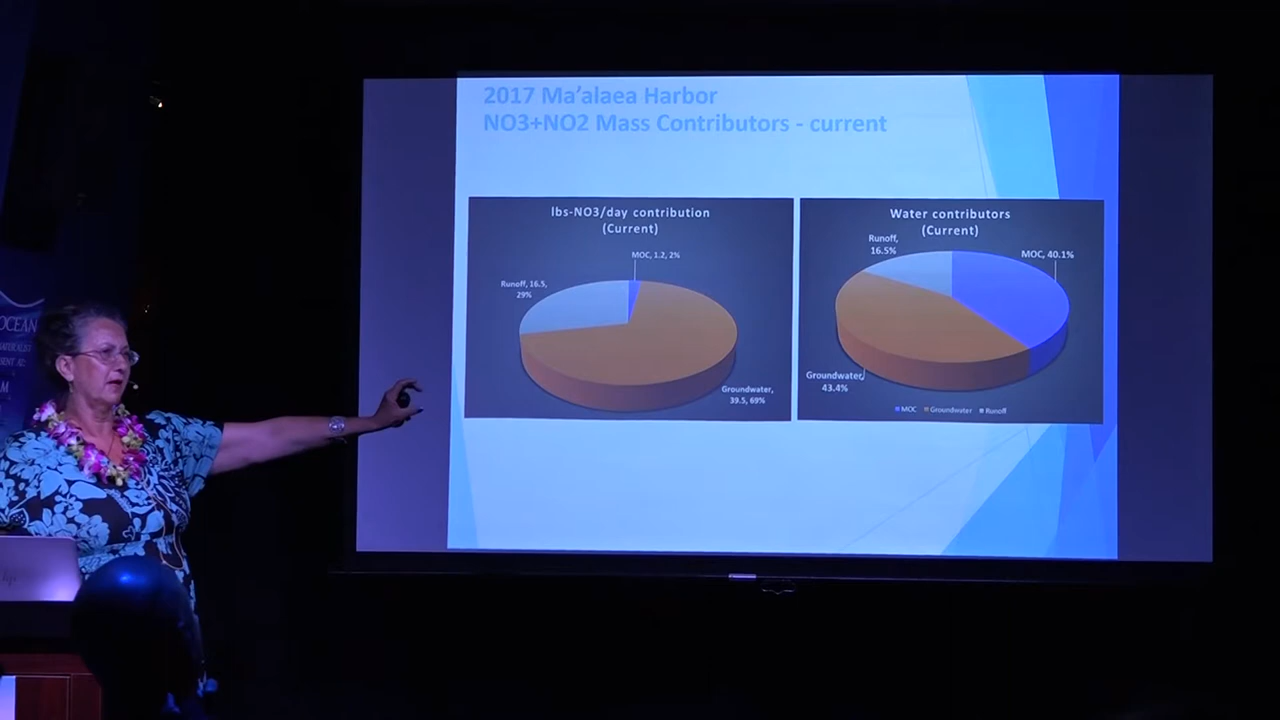 2017 Ma'alaea Harbor
NO3+NO2 Mass Contributors - current
lbs-NO3/day contribution
(Current)
MOC, 1.2, 2%
Runoff, 16.5,
29%
Groundwater,
39.5, 69%
Water contributors
(Current)
Runoff,
16.5%
MOC, 40.1%
Groundwater,
43.4%
MOC Groundwater Runoff
OCEAN